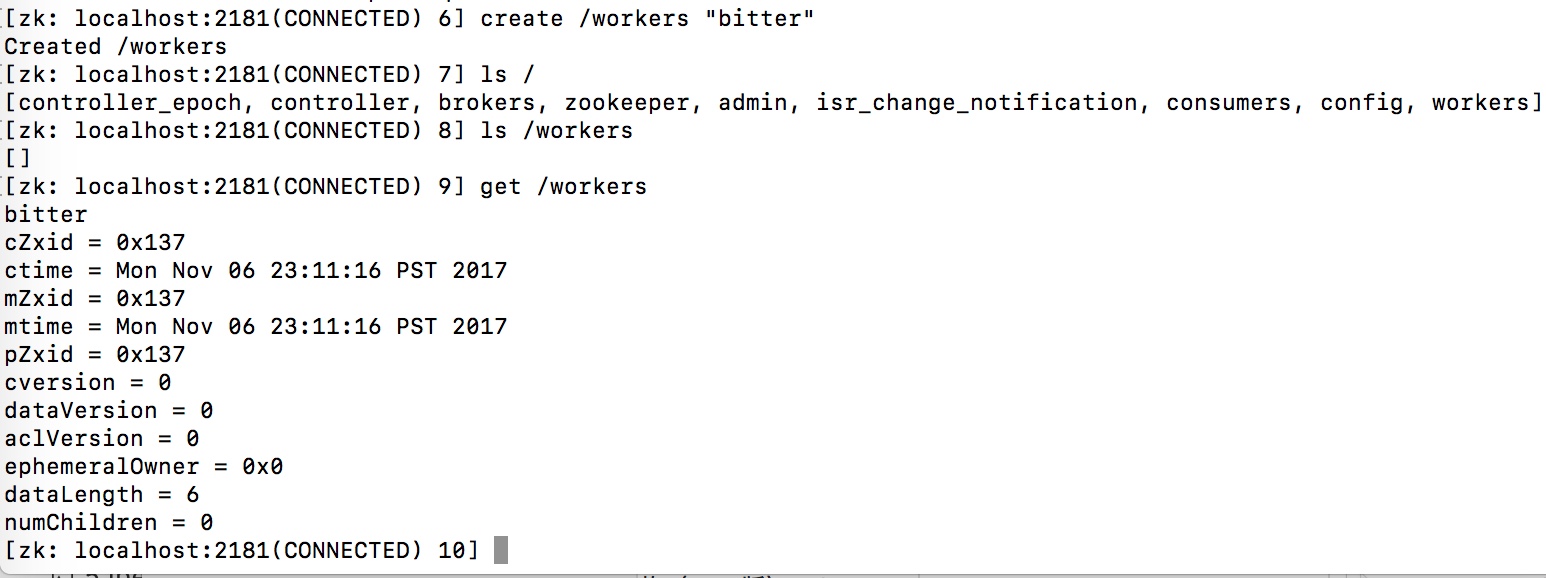 [zk: localhost:2181(CONNECTED) 6] create /workers "bitter"
Created /workers
[zk: localhost:2181(CONNECTED) 7] ls /
[controller_epoch, controller, brokers, zookeeper, admin, isr_change_notification, consumers, config, workers]
[zk: localhost:2181(CONNECTED) 8] ls /workers
[]
[zk: localhost:2181(CONNECTED) 9] get /workers
bitter
cZxid = 0x137
ctime = Mon Nov 06 23:11:16 PST 2017
mZxid = 0x137
mtime = Mon Nov 06 23:11:16 PST 2017
pZxid = 0x137
cversion = 0
dataVersion = 0
aclVersion = 0
ephemeralOwner = 0x0
dataLength = 6
numChildren = 0
[zk: localhost:2181(CONNECTED) 10]